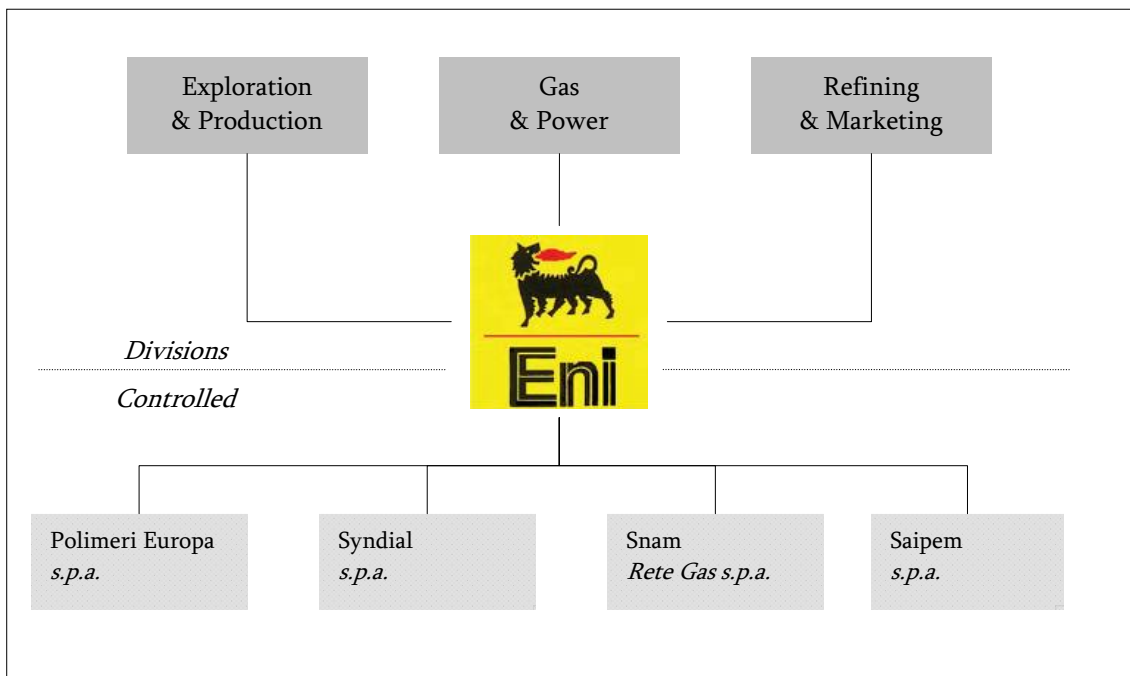 Exploration
& Production
Gas
& Power
Refining
& Marketing
Eni
Divisions
Controlled
Polimeri Europa
s.p.a.
Syndial
s.p.a.
Snam
Rete Gas s.p.a.
Saipem
s.p.a.